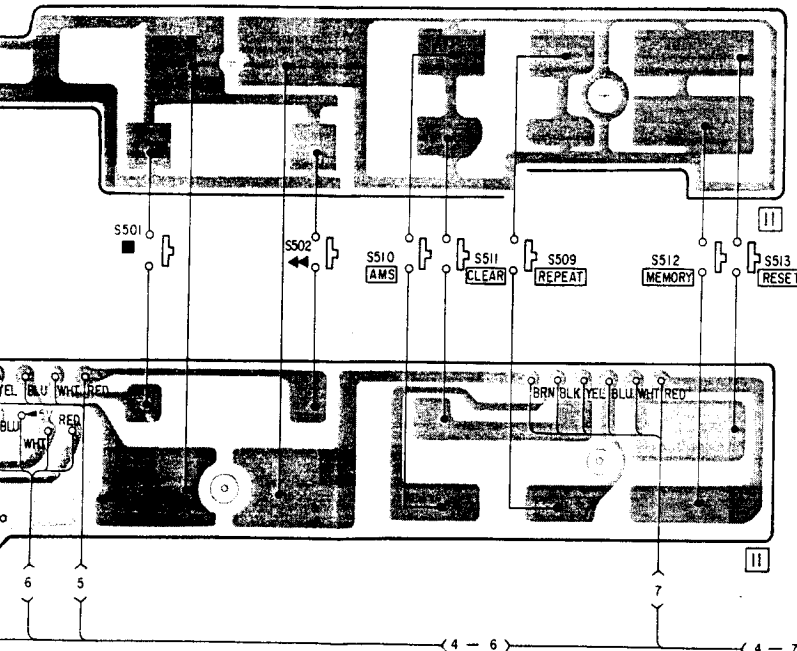 11
S501
S502
S510
AMS
S511
CLEAR
S509
REPEAT
S512
MEMORY
S513
RESET
YEL BLU WHT RED
BRN BLK YEL BLU WHT RED
BLU RED
WHT
11
6 5 7
4 - 6
4 - 7